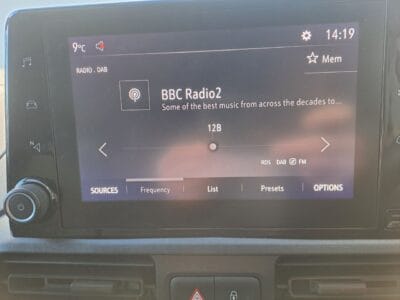 9°C
14:19
Mem
RADIO . DAB
BBC Radio2
Some of the best music from across the decades to...
12B
RDS DAB FM
SOURCES Frequency List Presets OPTIONS
N